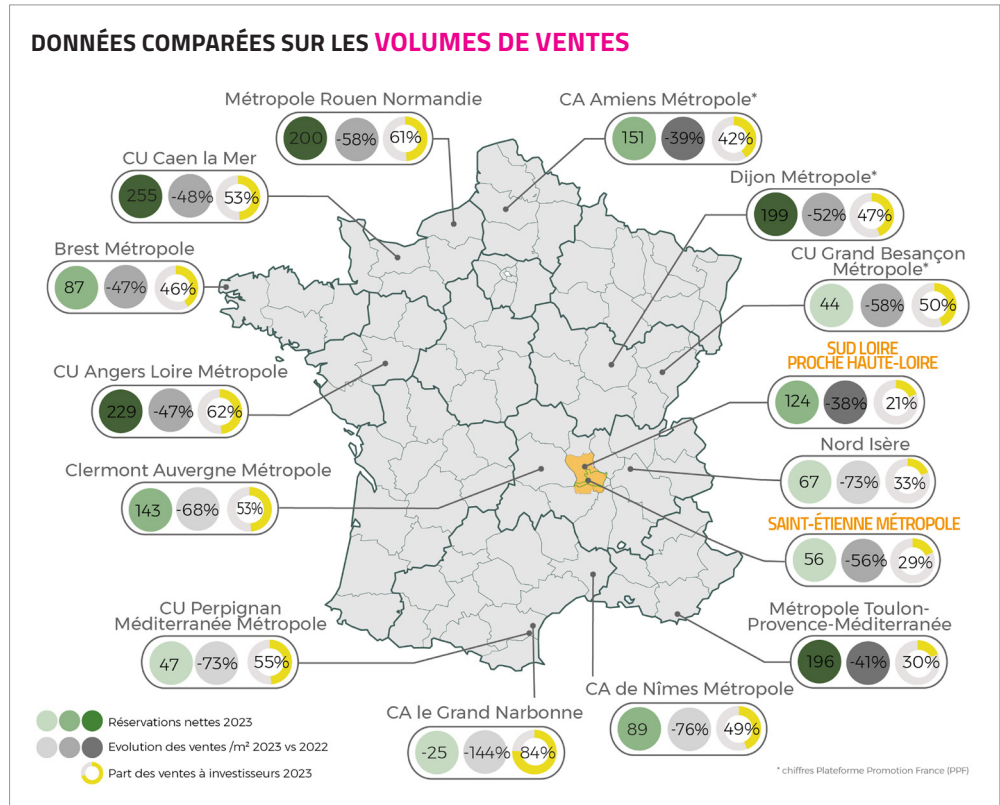 DONNÉES COMPARÉES SUR LES VOLUMES DE VENTES
Métropole Rouen Normandie
200 -58% 61%
CA Amiens Métropole*
151 -39% 42%
CU Caen la Mer
255 -48% 53%
Dijon Métropole*
199 -52% 47%
Brest Métropole
87 -47% 46%
CU Grand Besançon
Métropole*
44 -58% 50%
SUD LOIRE
PROCHE HAUTE-LOIRE
124 -38% 21%
CU Angers Loire Métropole
229 -47% 62%
Nord Isère
67 -73% 33%
Clermont Auvergne Métropole
143 -68% 53%
SAINT-ÉTIENNE MÉTROPOLE
56 -56% 29%
CU Perpignan
Méditerranée Métropole
47 -73% 55%
Métropole Toulon-
Provence-Méditerranée
196 -41% 30%
CA le Grand Narbonne
-25 -144% 84%
CA de Nîmes Métropole
89 -76% 49%
Réservations nettes 2023
Evolution des ventes /m² 2023 vs 2022
Part des ventes à investisseurs 2023
* chiffres Plateforme Promotion France (PPF)